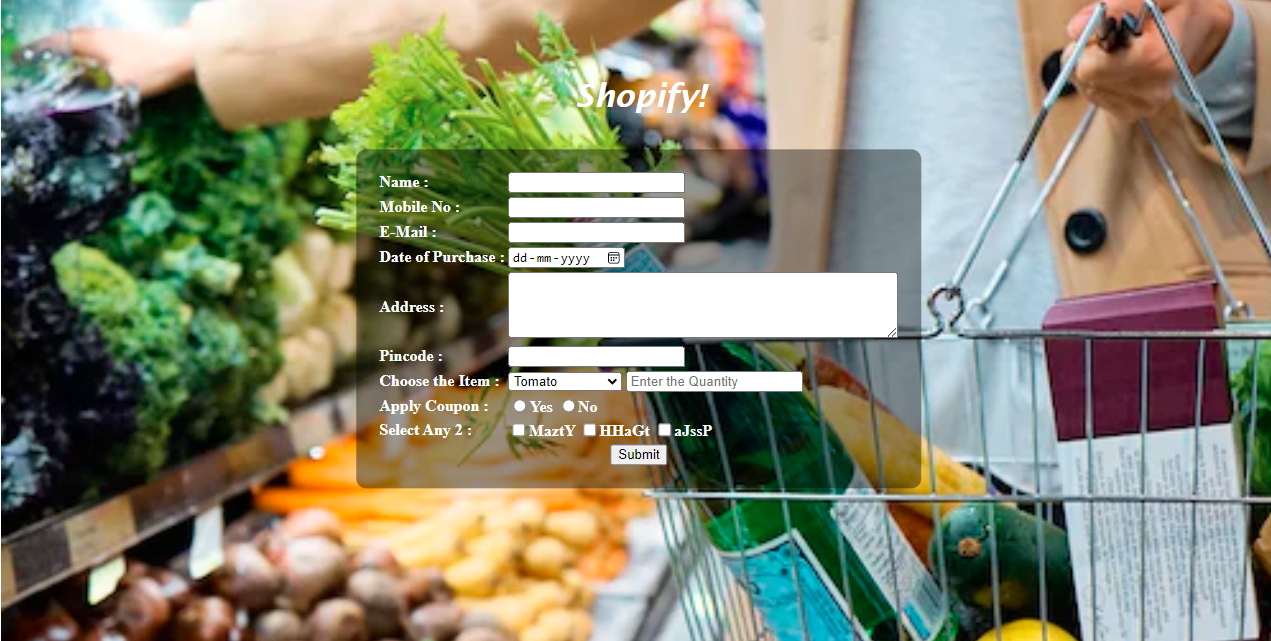 Shopify!
Name :
Mobile No :
E-Mail :
Date of Purchase : dd-mm-yyyy
Address :
Pincode :
Choose the Item : Tomato Enter the Quantity
Apply Coupon : Yes No
Select Any 2 : MaztY HHaGt aJssP
Submit